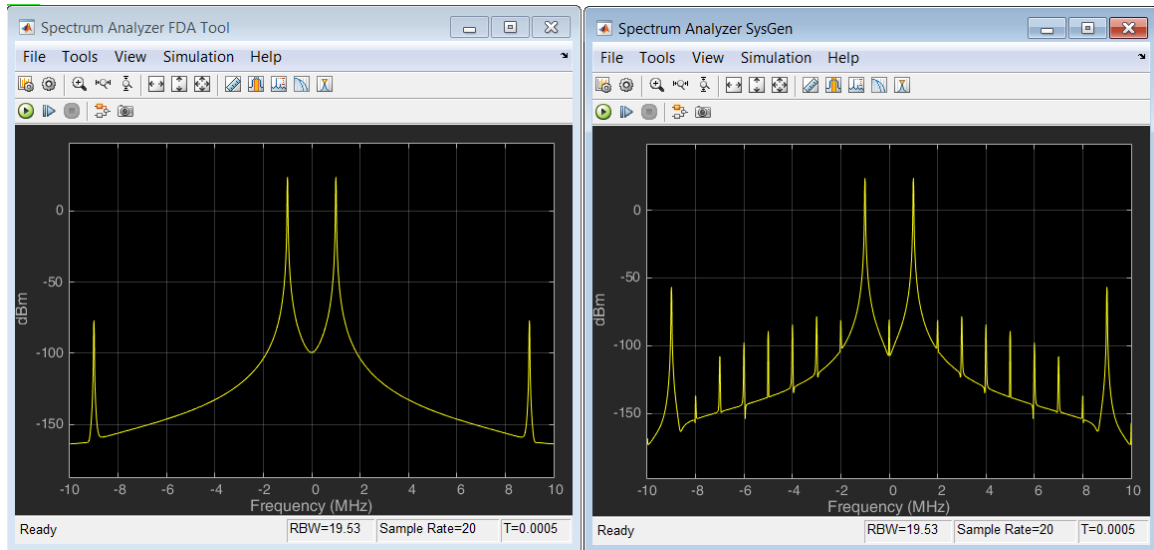 Spectrum Analyzer FDA Tool
File Tools View Simulation Help
0
-50
-100
-150
dBm
-10 -8 -6 -4 -2 0 2 4 6 8 10
Frequency (MHz)
Ready RBW=19.53 Sample Rate=20 T=0.0005
Spectrum Analyzer SysGen
File Tools View Simulation Help
0
-50
-100
-150
dBm
-10 -8 -6 -4 -2 0 2 4 6 8 10
Frequency (MHz)
Ready RBW=19.53 Sample Rate=20 T=0.0005